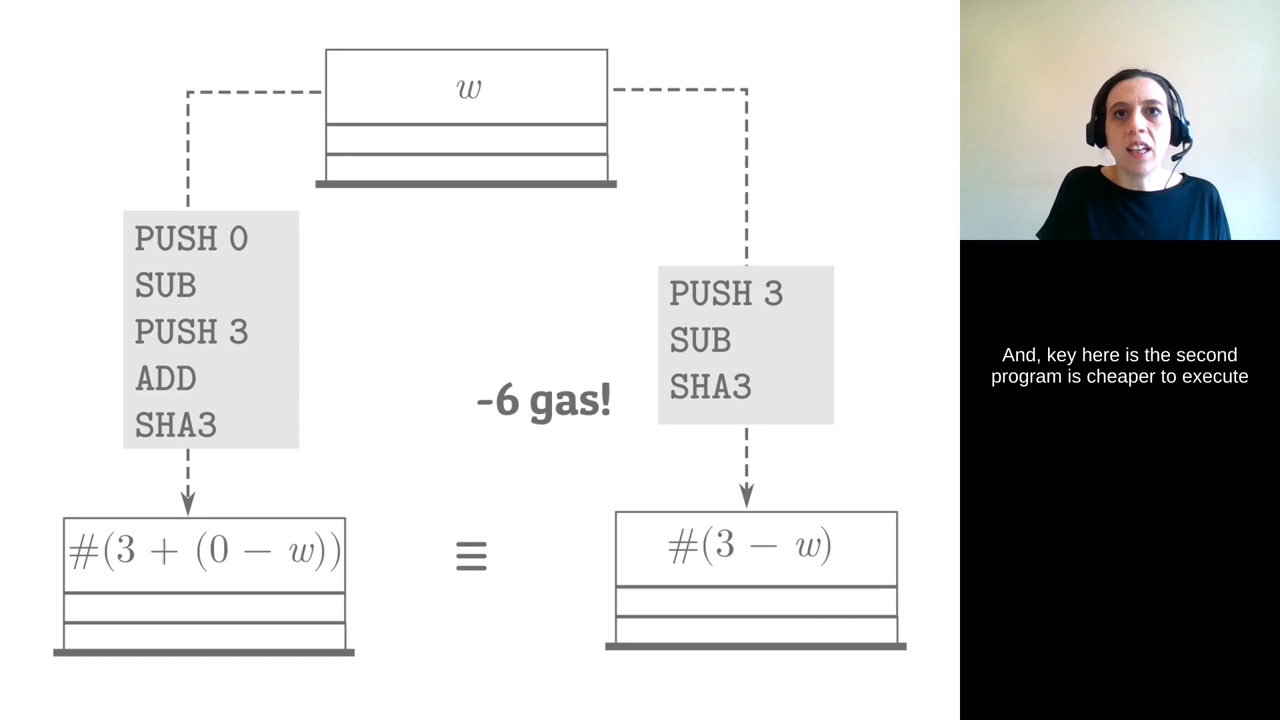 w
PUSH 0
SUB
PUSH 3
ADD
SHA3
-6 gas!
PUSH 3
SUB
SHA3
#(3 + (0 − w))
≡
#(3 − w)
And, key here is the second
program is cheaper to execute